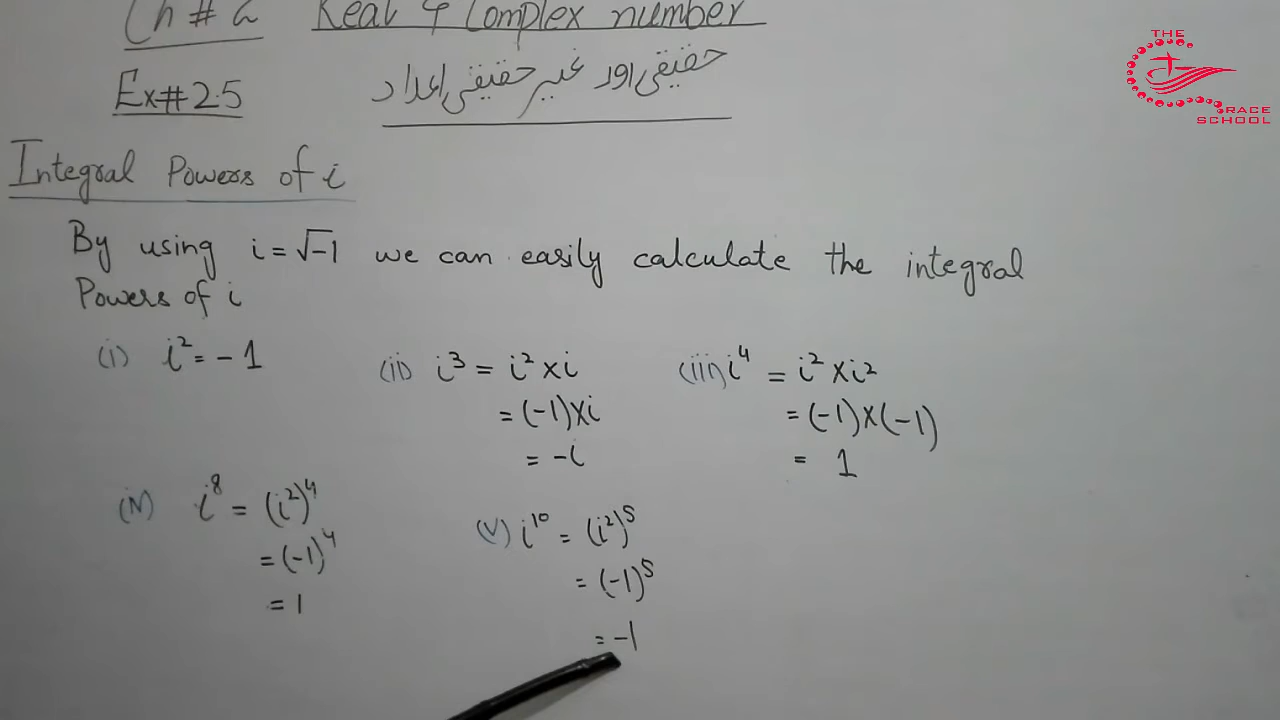 Ch # 2 Real & Complex number
Ex# 2.5 حقیقی اور غیر حقیقی اعداد
THE
GRACE
SCHOOL
Integral Powers of i
By using i = √-1 we can easily calculate the integral
Powers of i
(i) i² = - 1 (ii) i³ = i² × i (iii) i⁴ = i² × i²
= (-1) × i = (-1) × (-1)
= -i = 1
(iv) i⁸ = (i²)⁴ (v) i¹⁰ = (i²)⁵
= (-1)⁴ = (-1)⁵
= 1 = -1